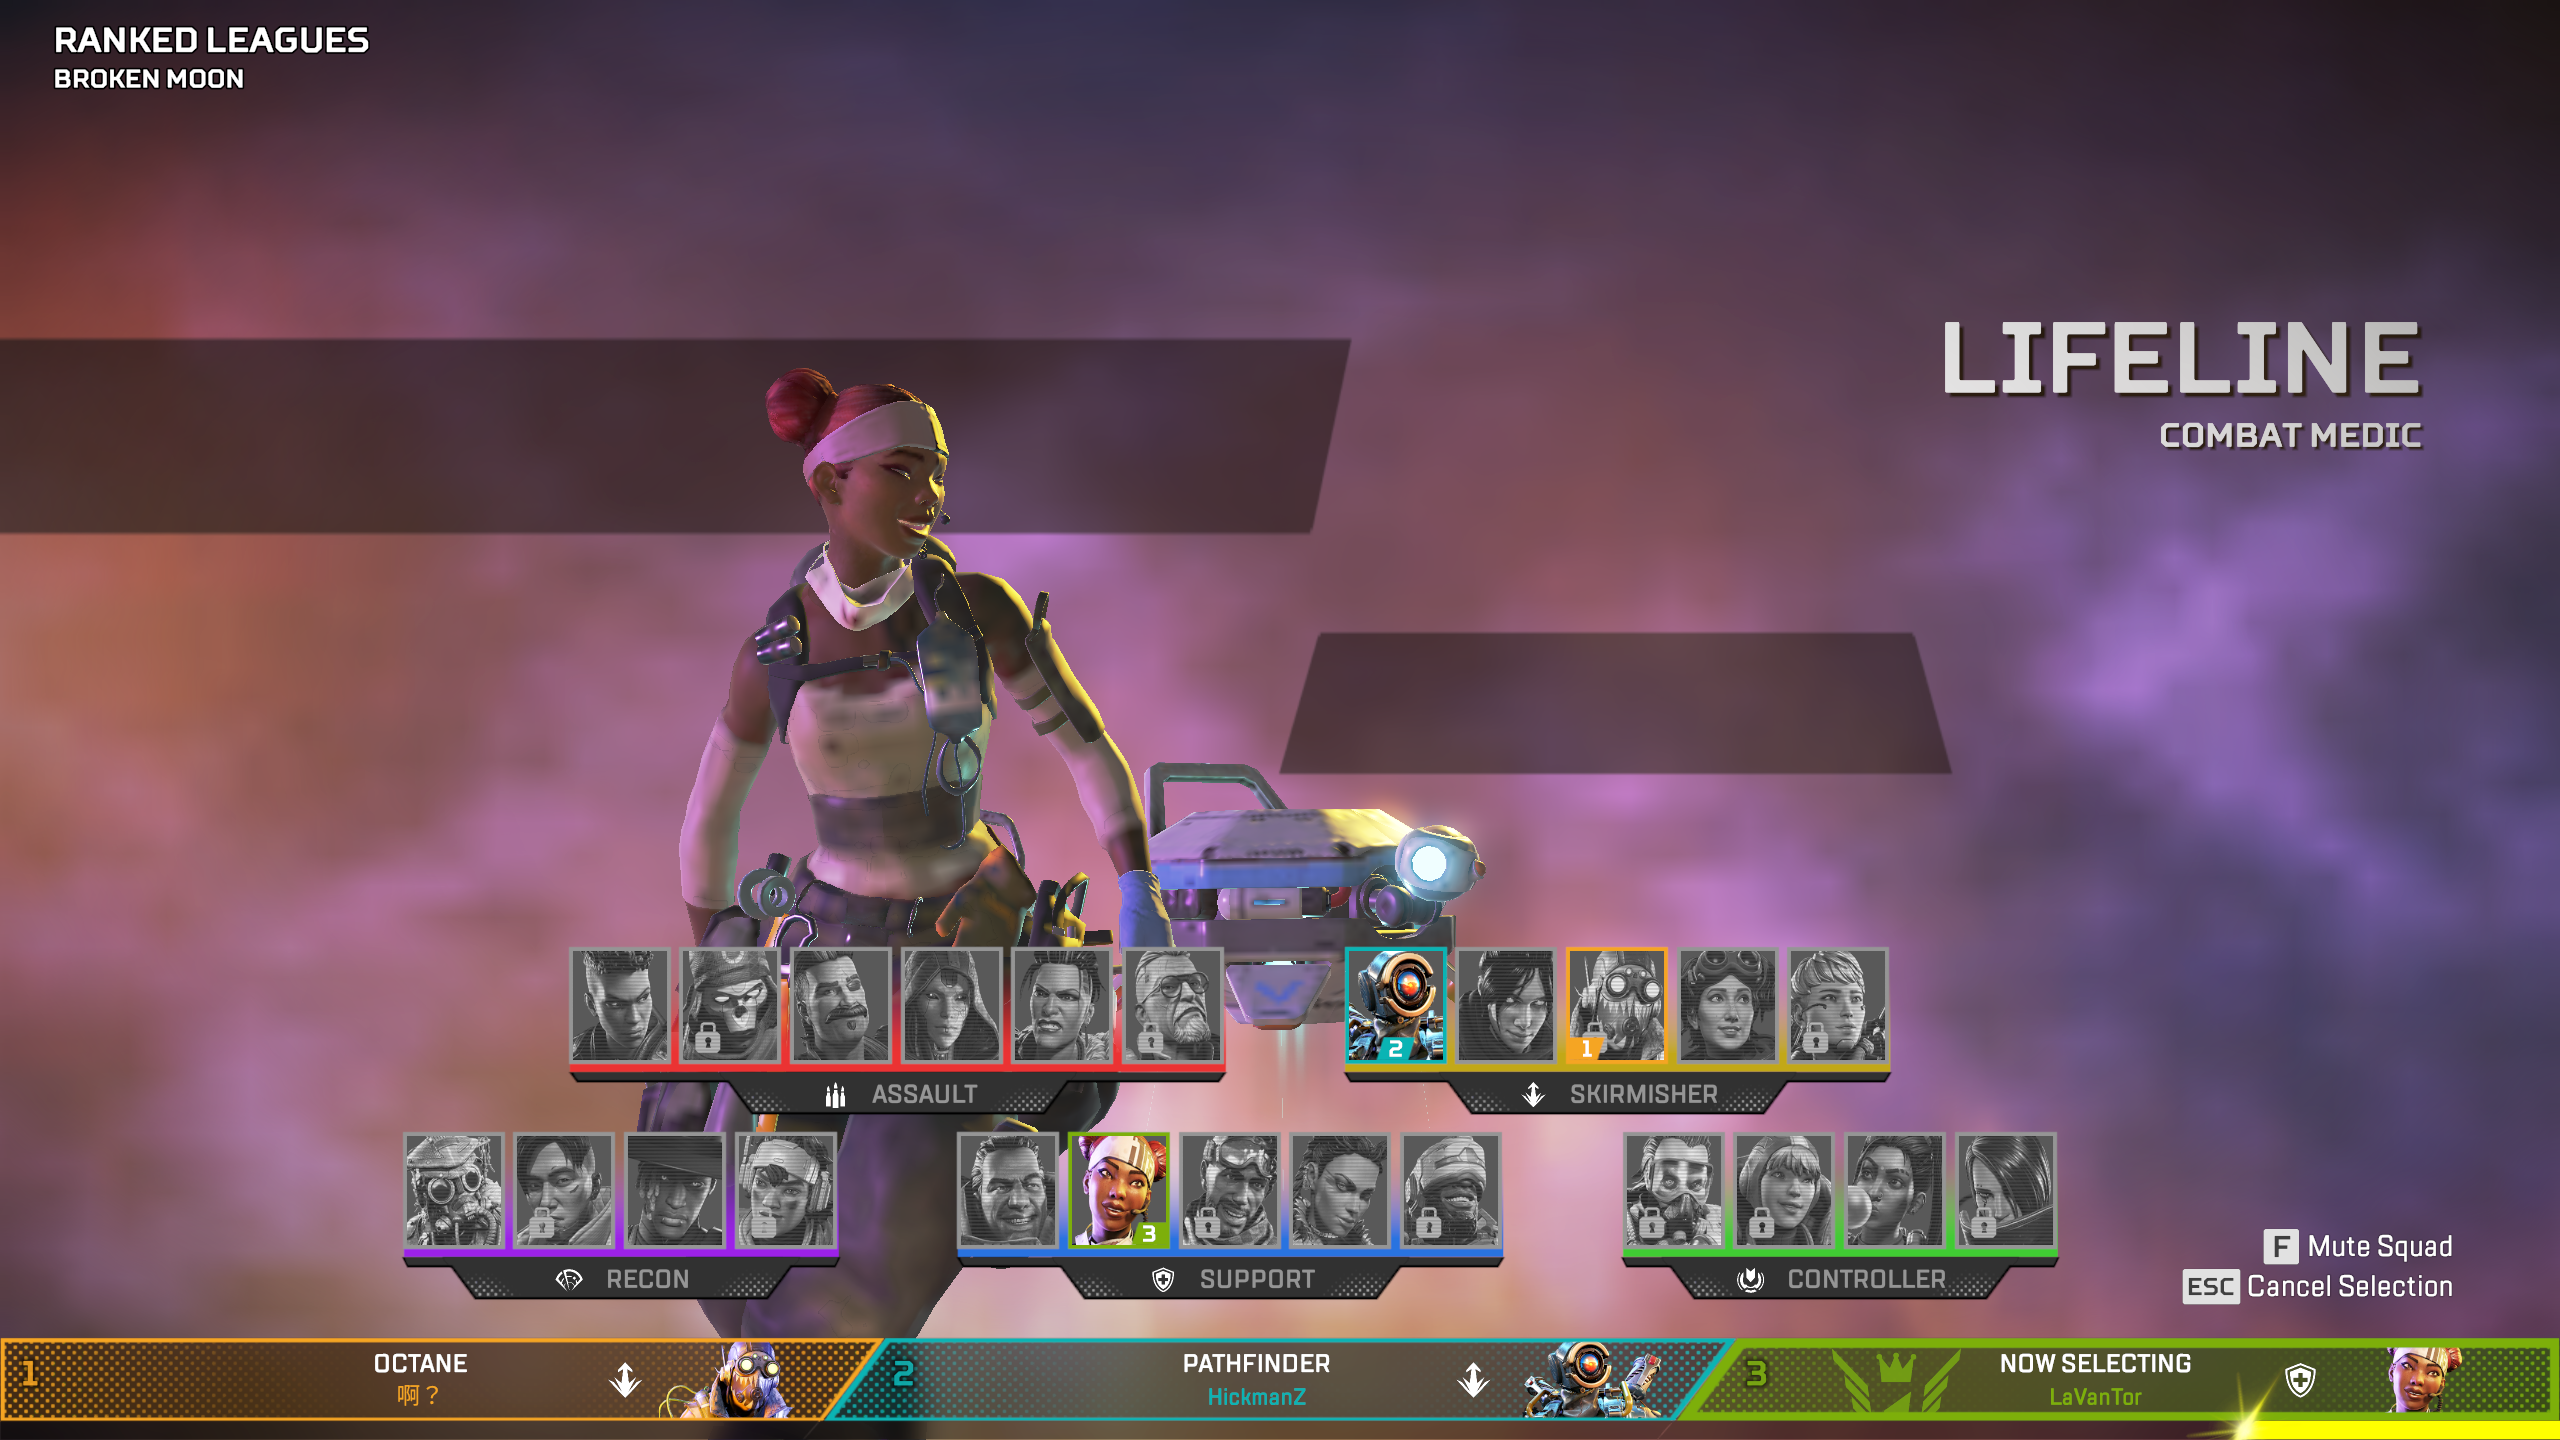 RANKED LEAGUES
BROKEN MOON
LIFELINE
COMBAT MEDIC
2
1
ASSAULT
SKIRMISHER
3
RECON
SUPPORT
CONTROLLER
F Mute Squad
ESC Cancel Selection
1
OCTANE
啊？
2
PATHFINDER
HickmanZ
3
NOW SELECTING
LaVanTor